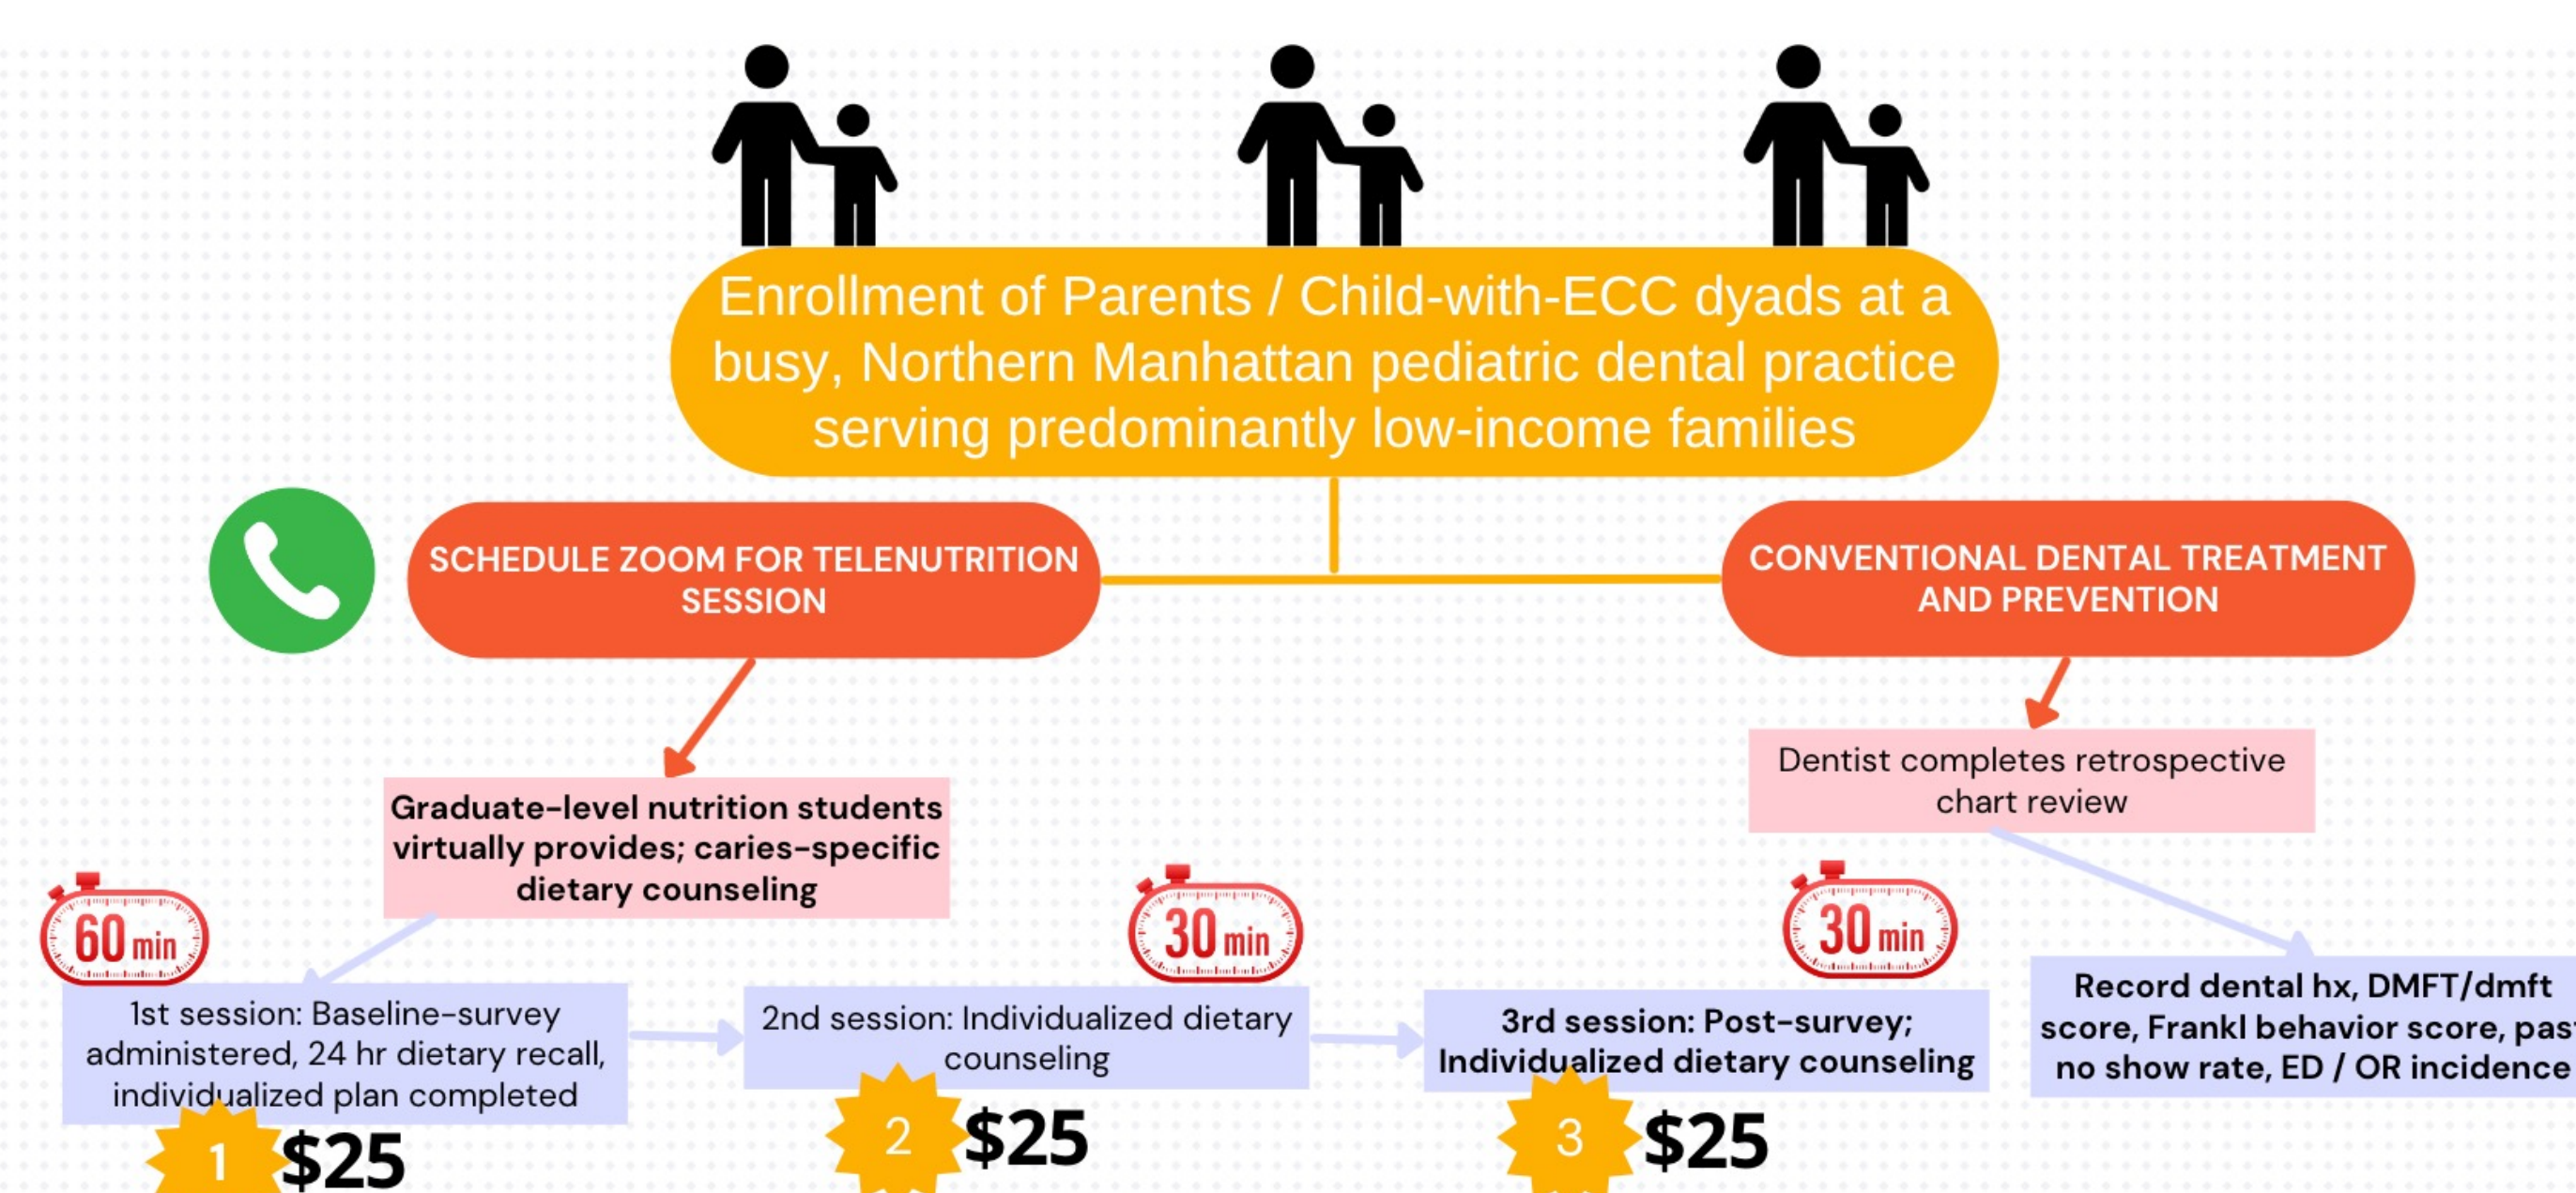 Enrollment of Parents / Child-with-ECC dyads at a
busy, Northern Manhattan pediatric dental practice
serving predominantly low-income families
SCHEDULE ZOOM FOR TELENUTRITION
SESSION
CONVENTIONAL DENTAL TREATMENT
AND PREVENTION
Graduate-level nutrition students
virtually provides; caries-specific
dietary counseling
Dentist completes retrospective
chart review
60 min
1st session: Baseline-survey
administered, 24 hr dietary recall,
individualized plan completed
1
$25
30 min
2nd session: Individualized dietary
counseling
2
$25
30 min
3rd session: Post-survey;
Individualized dietary counseling
3
$25
Record dental hx, DMFT/dmft
score, Frankl behavior score,
no show rate, ED / OR incidence